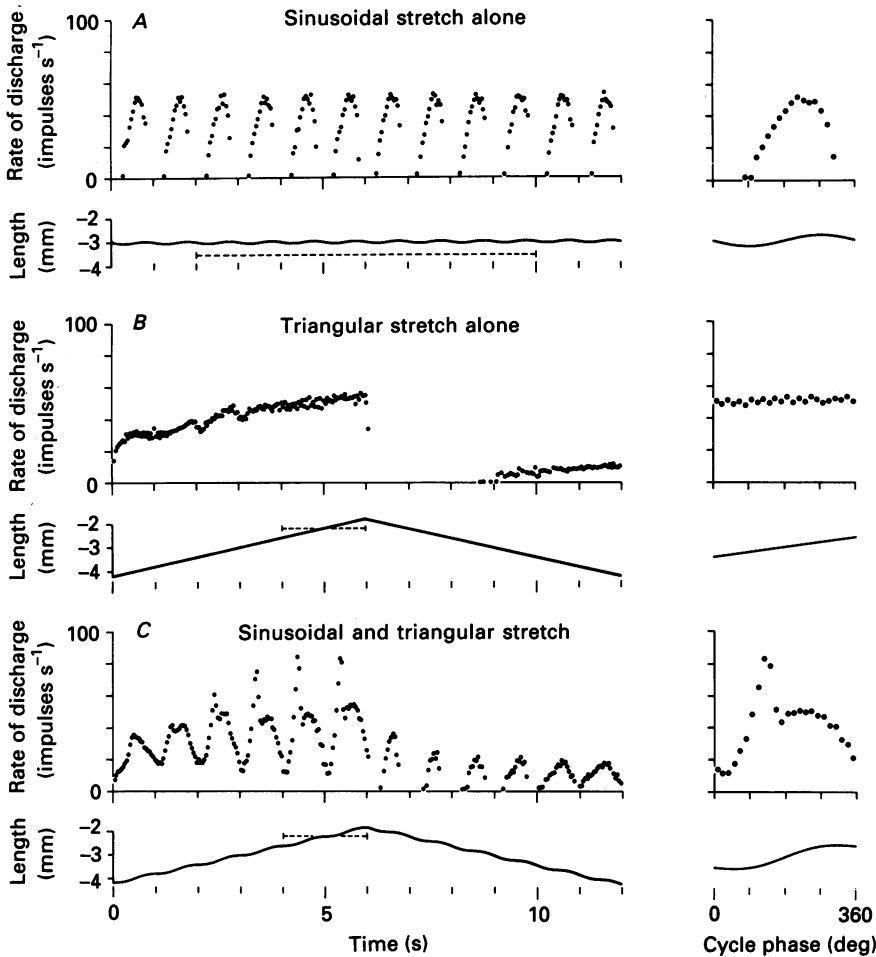 A Sinusoidal stretch alone
100
0
Rate of discharge
(impulses s⁻¹)
−2
−3
−4
Length
(mm)
B Triangular stretch alone
100
0
Rate of discharge
(impulses s⁻¹)
−2
−3
−4
Length
(mm)
C Sinusoidal and triangular stretch
100
0
Rate of discharge
(impulses s⁻¹)
−2
−3
−4
Length
(mm)
0 5 10
Time (s)
0 360
Cycle phase (deg)